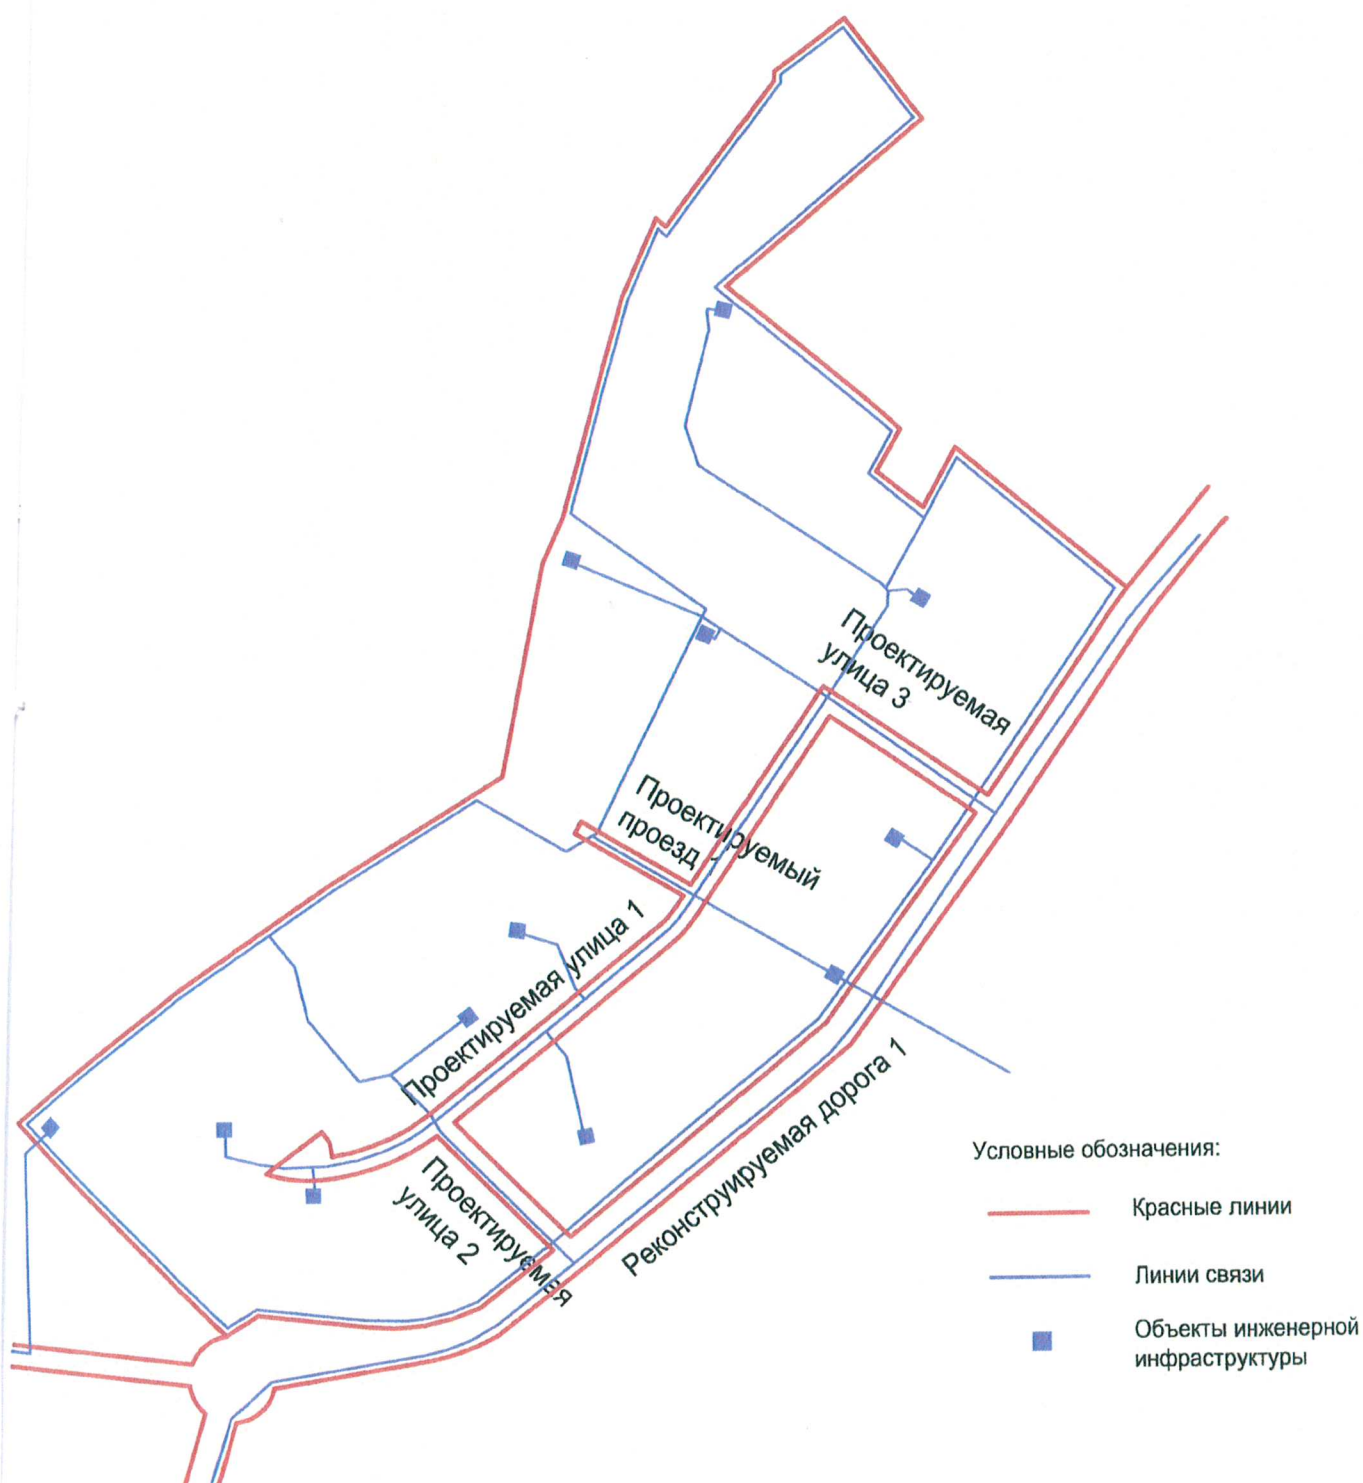 Проектируемая
улица 3
Проектируемый
проезд
Проектируемая улица 1
Проектируемая
улица 2
Реконструируемая дорога 1
Условные обозначения:
Красные линии
Линии связи
Объекты инженерной
инфраструктуры